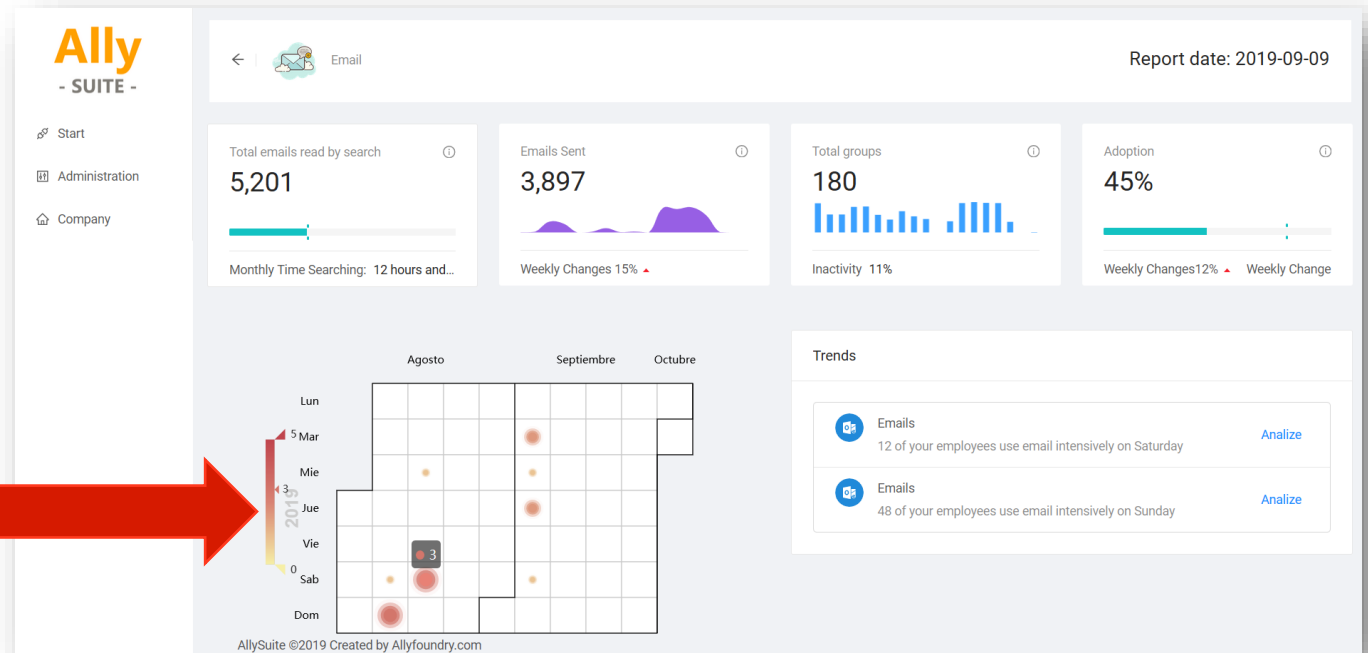 Ally
- SUITE -
Start
Administration
Company
Email
Report date: 2019-09-09
Total emails read by search
5,201
Monthly Time Searching: 12 hours and...
Emails Sent
3,897
Weekly Changes 15%
Total groups
180
Inactivity 11%
Adoption
45%
Weekly Changes12% Weekly Change
Agosto Septiembre Octubre
Lun
Mar
Mie
Jue
Vie
Sab
Dom
5
3
0
2019
3
Trends
Emails
12 of your employees use email intensively on Saturday
Analize
Emails
48 of your employees use email intensively on Sunday
Analize
AllySuite ©2019 Created by Allyfoundry.com